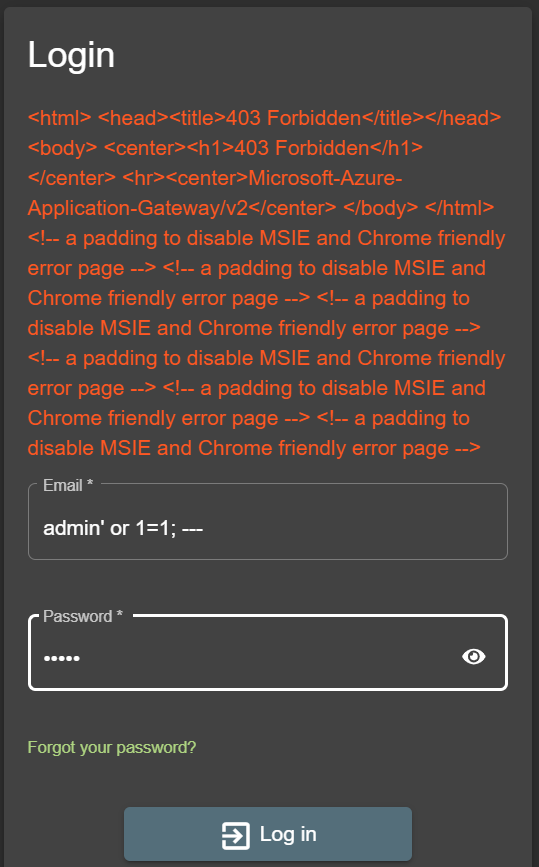 Login
<html> <head><title>403 Forbidden</title></head>
<body> <center><h1>403 Forbidden</h1>
</center> <hr><center>Microsoft-Azure-
Application-Gateway/v2</center> </body> </html>
<!-- a padding to disable MSIE and Chrome friendly
error page --> <!-- a padding to disable MSIE and
Chrome friendly error page --> <!-- a padding to
disable MSIE and Chrome friendly error page -->
<!-- a padding to disable MSIE and Chrome friendly
error page --> <!-- a padding to disable MSIE and
Chrome friendly error page --> <!-- a padding to
disable MSIE and Chrome friendly error page -->
Email *
admin' or 1=1; ---
Password *
•••••
Forgot your password?
Log in